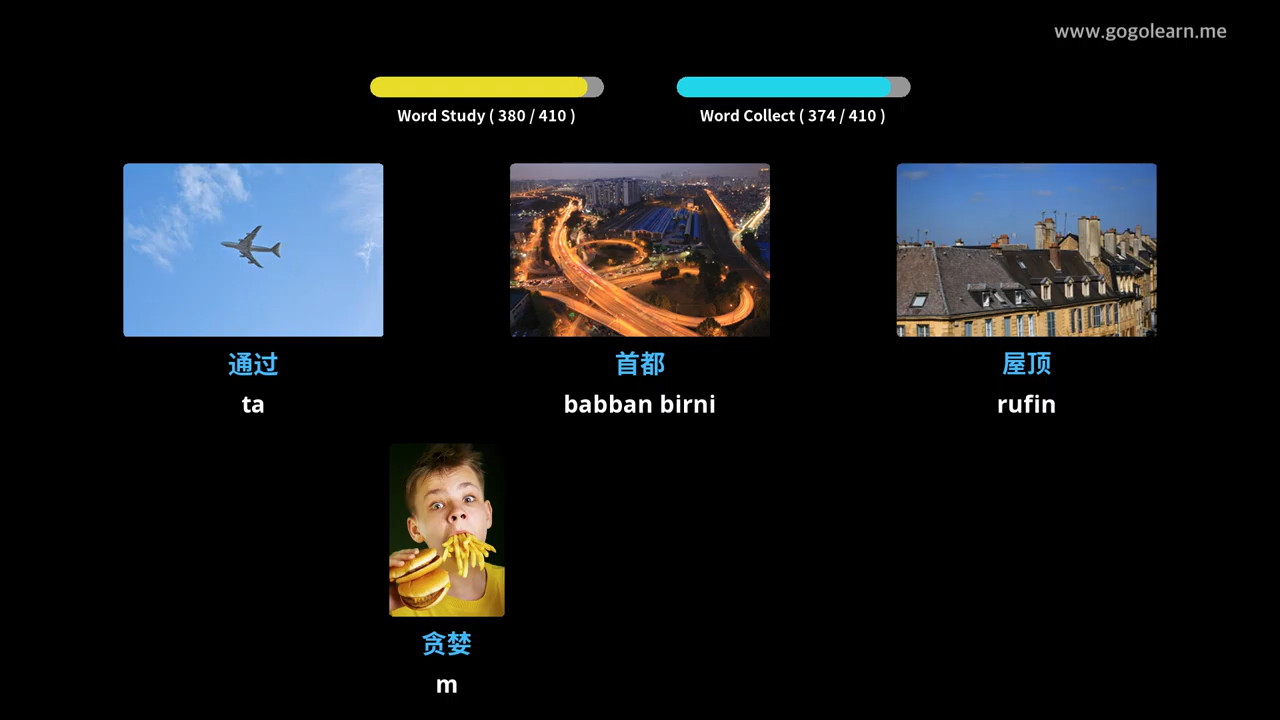 www.gogolearn.me
Word Study ( 380 / 410 )
Word Collect ( 374 / 410 )
通过
ta
首都
babban birni
屋顶
rufin
贪婪
m